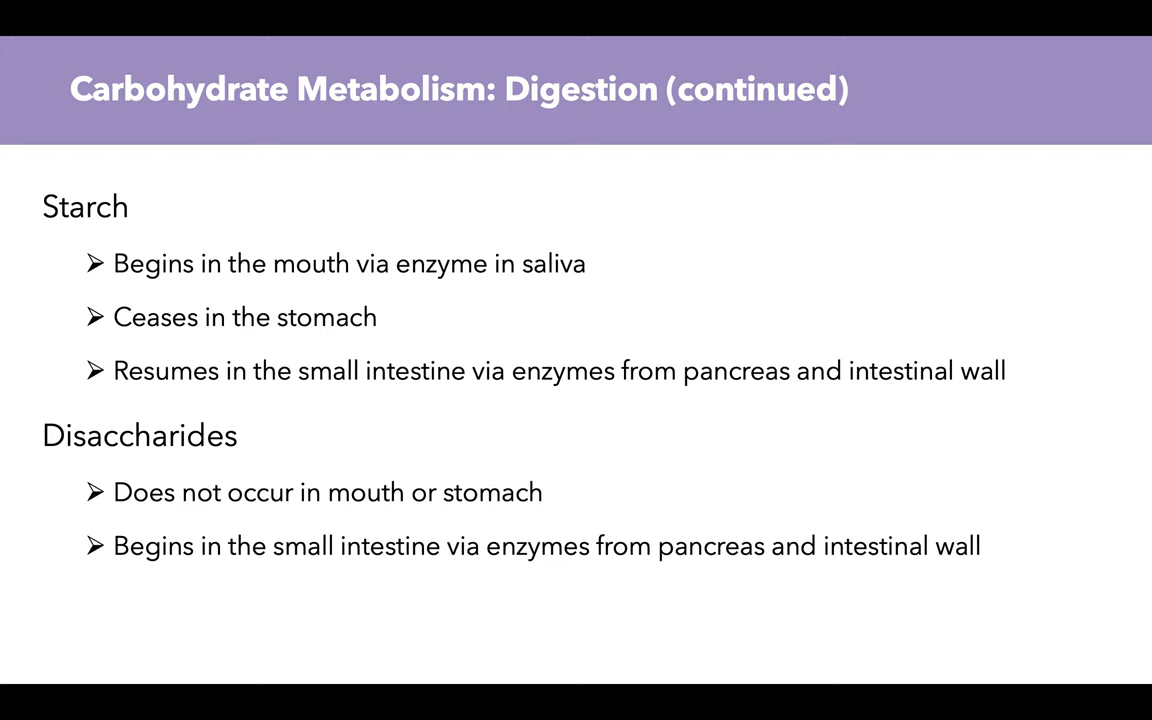 Carbohydrate Metabolism: Digestion (continued)
Starch
➢ Begins in the mouth via enzyme in saliva
➢ Ceases in the stomach
➢ Resumes in the small intestine via enzymes from pancreas and intestinal wall
Disaccharides
➢ Does not occur in mouth or stomach
➢ Begins in the small intestine via enzymes from pancreas and intestinal wall